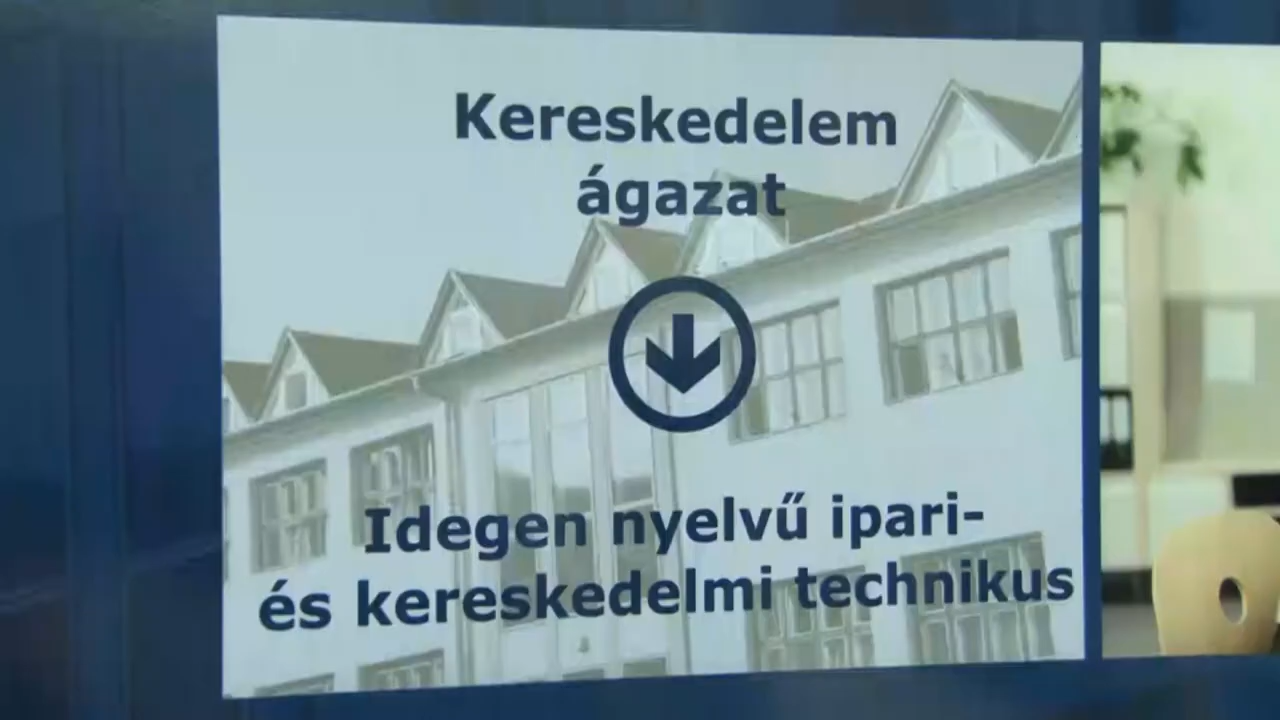 Kereskedelem
ágazat
Idegen nyelvű ipari-
és kereskedelmi technikus